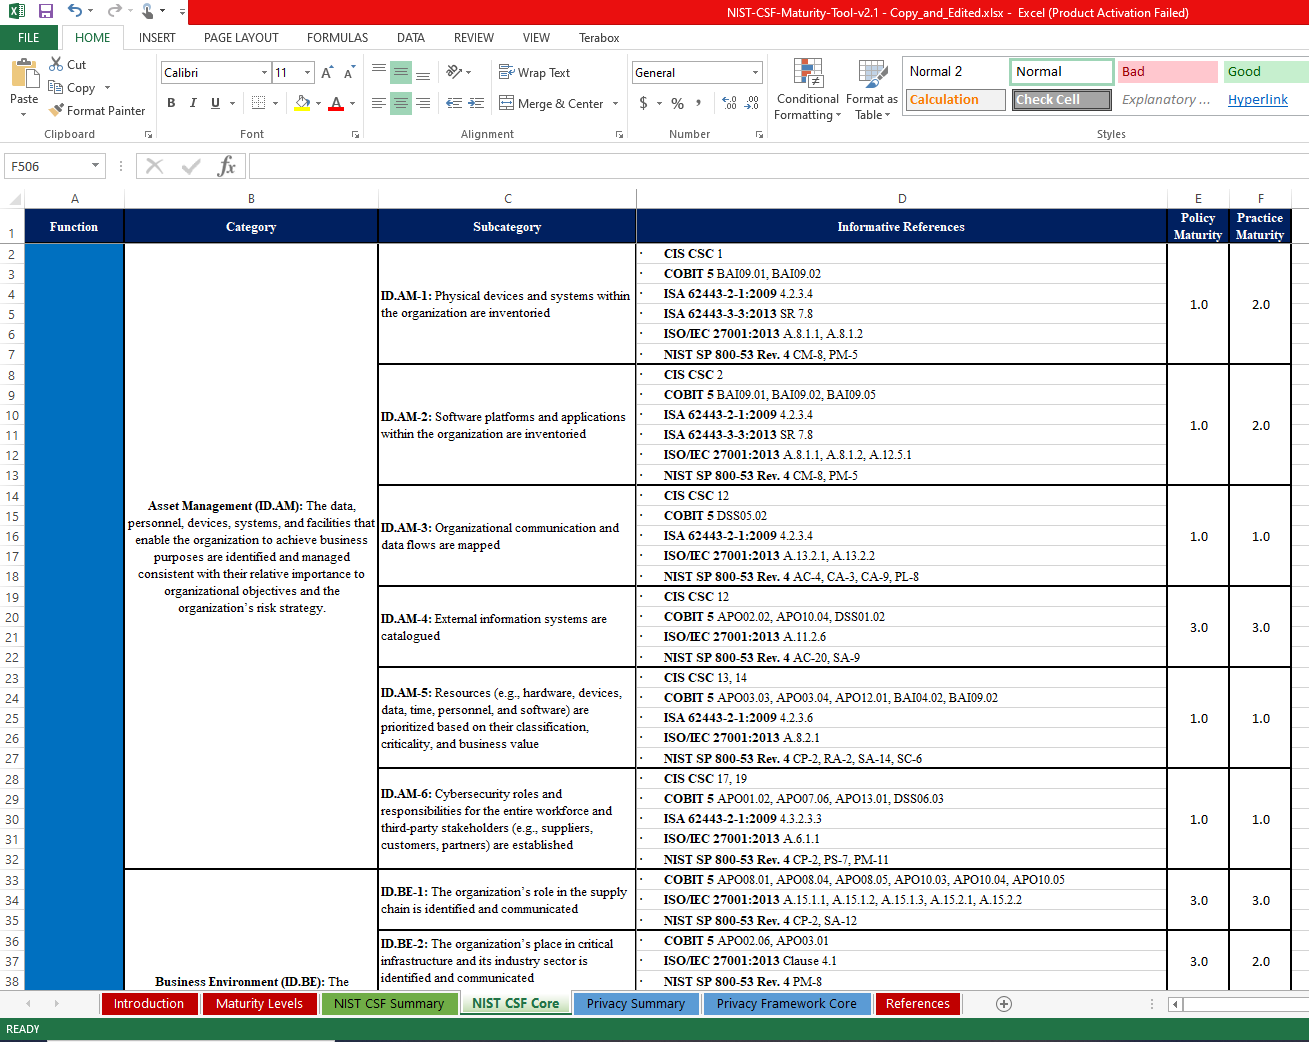 NIST-CSF-Maturity-Tool-v2.1 - Copy_and_Edited.xlsx - Excel (Product Activation Failed)
FILE HOME INSERT PAGE LAYOUT FORMULAS DATA REVIEW VIEW Terabox
Paste
Cut
Copy
Format Painter
Clipboard
Calibri 11
B I U
Font
Wrap Text
Merge & Center
Alignment
General
$ % ,
Number
Conditional Formatting
Format as Table
Normal 2 Normal Bad Good
Calculation Check Cell Explanatory ... Hyperlink
Styles
F506
fx
A B C D E F
1 Function Category Subcategory Informative References Policy Maturity Practice Maturity
Asset Management (ID.AM): The data,
personnel, devices, systems, and facilities that
enable the organization to achieve business
purposes are identified and managed
consistent with their relative importance to
organizational objectives and the
organization's risk strategy.
ID.AM-1: Physical devices and systems within
the organization are inventoried
2 · CIS CSC 1
3 · COBIT 5 BAI09.01, BAI09.02
4 · ISA 62443-2-1:2009 4.2.3.4
5 · ISA 62443-3-3:2013 SR 7.8
6 · ISO/IEC 27001:2013 A.8.1.1, A.8.1.2
7 · NIST SP 800-53 Rev. 4 CM-8, PM-5
1.0 2.0
ID.AM-2: Software platforms and applications
within the organization are inventoried
8 · CIS CSC 2
9 · COBIT 5 BAI09.01, BAI09.02, BAI09.05
10 · ISA 62443-2-1:2009 4.2.3.4
11 · ISA 62443-3-3:2013 SR 7.8
12 · ISO/IEC 27001:2013 A.8.1.1, A.8.1.2, A.12.5.1
13 · NIST SP 800-53 Rev. 4 CM-8, PM-5
1.0 2.0
ID.AM-3: Organizational communication and
data flows are mapped
14 · CIS CSC 12
15 · COBIT 5 DSS05.02
16 · ISA 62443-2-1:2009 4.2.3.4
17 · ISO/IEC 27001:2013 A.13.2.1, A.13.2.2
18 · NIST SP 800-53 Rev. 4 AC-4, CA-3, CA-9, PL-8
1.0 1.0
ID.AM-4: External information systems are
catalogued
19 · CIS CSC 12
20 · COBIT 5 APO02.02, APO10.04, DSS01.02
21 · ISO/IEC 27001:2013 A.11.2.6
22 · NIST SP 800-53 Rev. 4 AC-20, SA-9
3.0 3.0
ID.AM-5: Resources (e.g., hardware, devices,
data, time, personnel, and software) are
prioritized based on their classification,
criticality, and business value
23 · CIS CSC 13, 14
24 · COBIT 5 APO03.03, APO03.04, APO12.01, BAI04.02, BAI09.02
25 · ISA 62443-2-1:2009 4.2.3.6
26 · ISO/IEC 27001:2013 A.8.2.1
27 · NIST SP 800-53 Rev. 4 CP-2, RA-2, SA-14, SC-6
1.0 1.0
ID.AM-6: Cybersecurity roles and
responsibilities for the entire workforce and
third-party stakeholders (e.g., suppliers,
customers, partners) are established
28 · CIS CSC 17, 19
29 · COBIT 5 APO01.02, APO07.06, APO13.01, DSS06.03
30 · ISA 62443-2-1:2009 4.3.2.3.3
31 · ISO/IEC 27001:2013 A.6.1.1
32 · NIST SP 800-53 Rev. 4 CP-2, PS-7, PM-11
1.0 1.0
Business Environment (ID.BE): The
ID.BE-1: The organization's role in the supply
chain is identified and communicated
33 · COBIT 5 APO08.01, APO08.04, APO08.05, APO10.03, APO10.04, APO10.05
34 · ISO/IEC 27001:2013 A.15.1.1, A.15.1.2, A.15.1.3, A.15.2.1, A.15.2.2
35 · NIST SP 800-53 Rev. 4 CP-2, SA-12
3.0 3.0
ID.BE-2: The organization's place in critical
infrastructure and its industry sector is
identified and communicated
36 · COBIT 5 APO02.06, APO03.01
37 · ISO/IEC 27001:2013 Clause 4.1
38 · NIST SP 800-53 Rev. 4 PM-8
3.0 2.0
Introduction Maturity Levels NIST CSF Summary NIST CSF Core Privacy Summary Privacy Framework Core References
READY